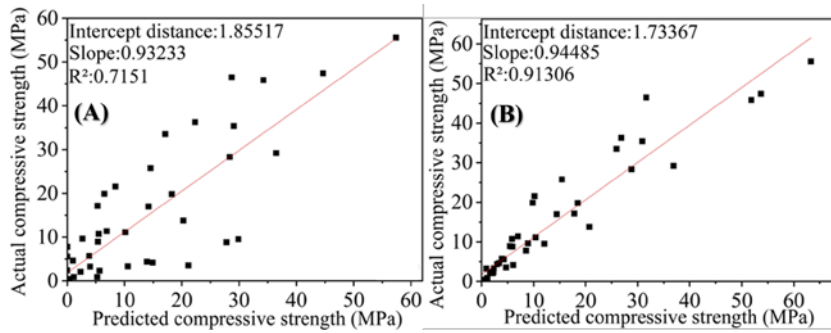 Intercept distance:1.85517
Slope:0.93233
R²:0.7151
(A)
Actual compressive strength (MPa)
60
50
40
30
20
10
0
0 10 20 30 40 50 60
Predicted compressive strength (MPa)
Intercept distance:1.73367
Slope:0.94485
R²:0.91306
(B)
Actual compressive strength (MPa)
60
50
40
30
20
10
0
0 10 20 30 40 50 60
Predicted compressive strength (MPa)